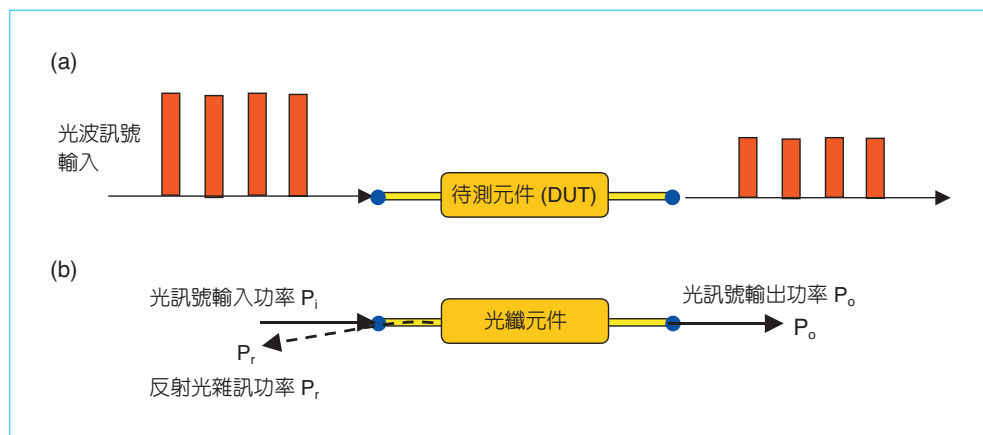 (a)
光波訊號
輸入
待測元件 (DUT)
(b)
光訊號輸入功率 Pi
光訊號輸出功率 Po
光纖元件
Po
Pr
反射光雜訊功率 Pr